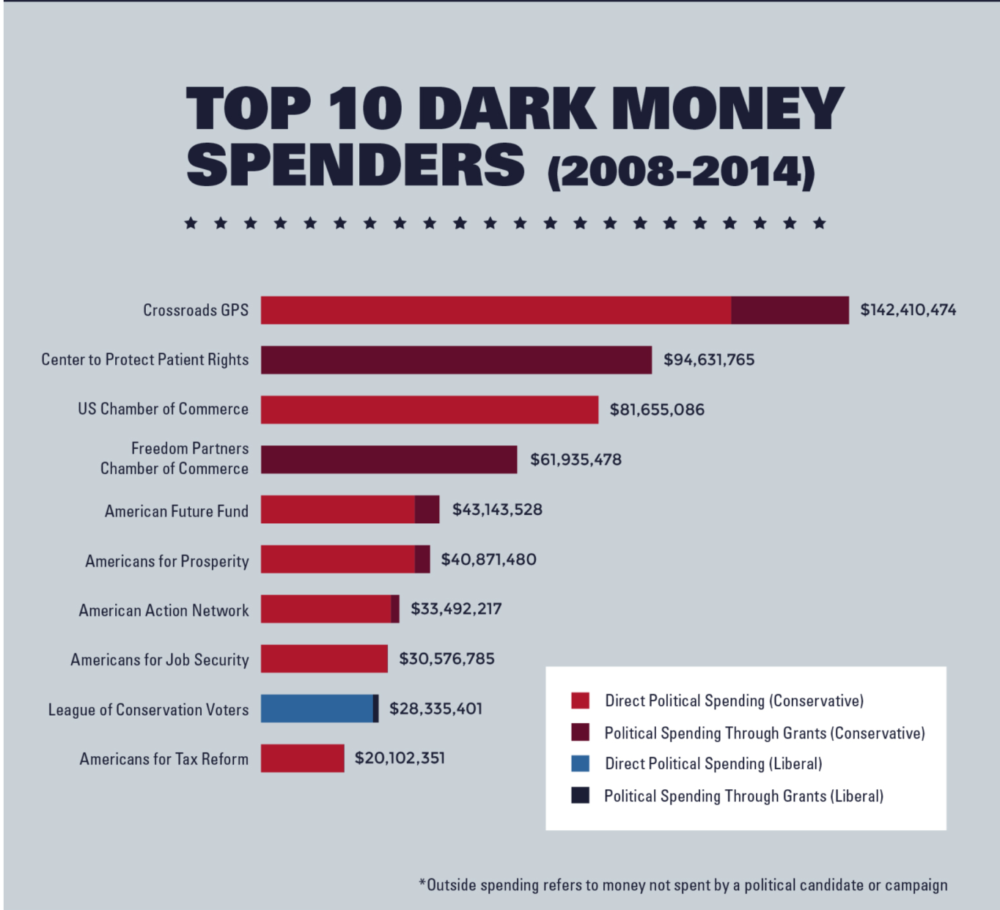 TOP 10 DARK MONEY
SPENDERS (2008-2014)
Crossroads GPS
$142,410,474
Center to Protect Patient Rights
$94,631,765
US Chamber of Commerce
$81,655,086
Freedom Partners
Chamber of Commerce
$61,935,478
American Future Fund
$43,143,528
Americans for Prosperity
$40,871,480
American Action Network
$33,492,217
Americans for Job Security
$30,576,785
League of Conservation Voters
$28,335,401
Americans for Tax Reform
$20,102,351
Direct Political Spending (Conservative)
Political Spending Through Grants (Conservative)
Direct Political Spending (Liberal)
Political Spending Through Grants (Liberal)
*Outside spending refers to money not spent by a political candidate or campaign